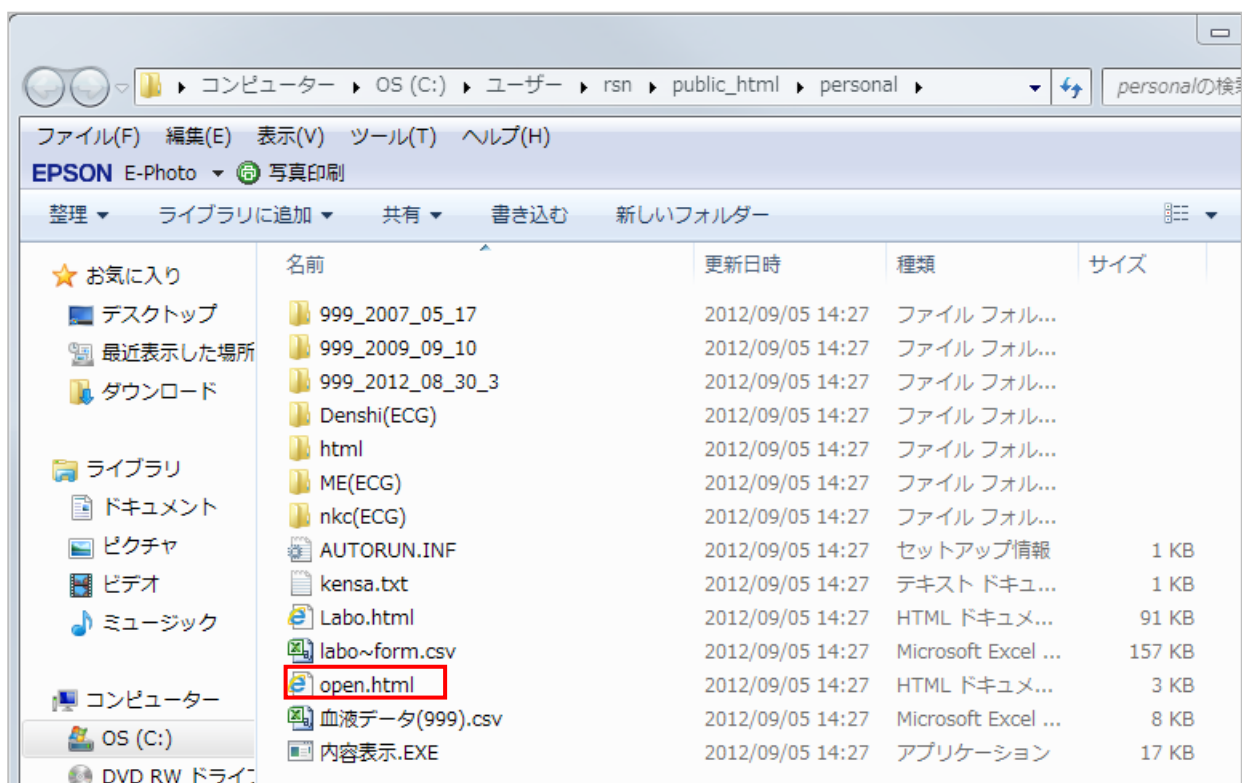 コンピューター ▸ OS (C:) ▸ ユーザー ▸ rsn ▸ public_html ▸ personal ▸ personalの検
ファイル(F) 編集(E) 表示(V) ツール(T) ヘルプ(H)
EPSON E-Photo 写真印刷
整理 ライブラリに追加 共有 書き込む 新しいフォルダー
名前 更新日時 種類 サイズ
お気に入り
デスクトップ
最近表示した場所
ダウンロード
ライブラリ
ドキュメント
ピクチャ
ビデオ
ミュージック
コンピューター
OS (C:)
DVD RW ドライブ
999_2007_05_17 2012/09/05 14:27 ファイル フォル...
999_2009_09_10 2012/09/05 14:27 ファイル フォル...
999_2012_08_30_3 2012/09/05 14:27 ファイル フォル...
Denshi(ECG) 2012/09/05 14:27 ファイル フォル...
html 2012/09/05 14:27 ファイル フォル...
ME(ECG) 2012/09/05 14:27 ファイル フォル...
nkc(ECG) 2012/09/05 14:27 ファイル フォル...
AUTORUN.INF 2012/09/05 14:27 セットアップ情報 1 KB
kensa.txt 2012/09/05 14:27 テキスト ドキュ... 1 KB
Labo.html 2012/09/05 14:27 HTML ドキュメ... 91 KB
labo~form.csv 2012/09/05 14:27 Microsoft Excel ... 157 KB
open.html 2012/09/05 14:27 HTML ドキュメ... 3 KB
血液データ(999).csv 2012/09/05 14:27 Microsoft Excel ... 8 KB
内容表示.EXE 2012/09/05 14:27 アプリケーション 17 KB